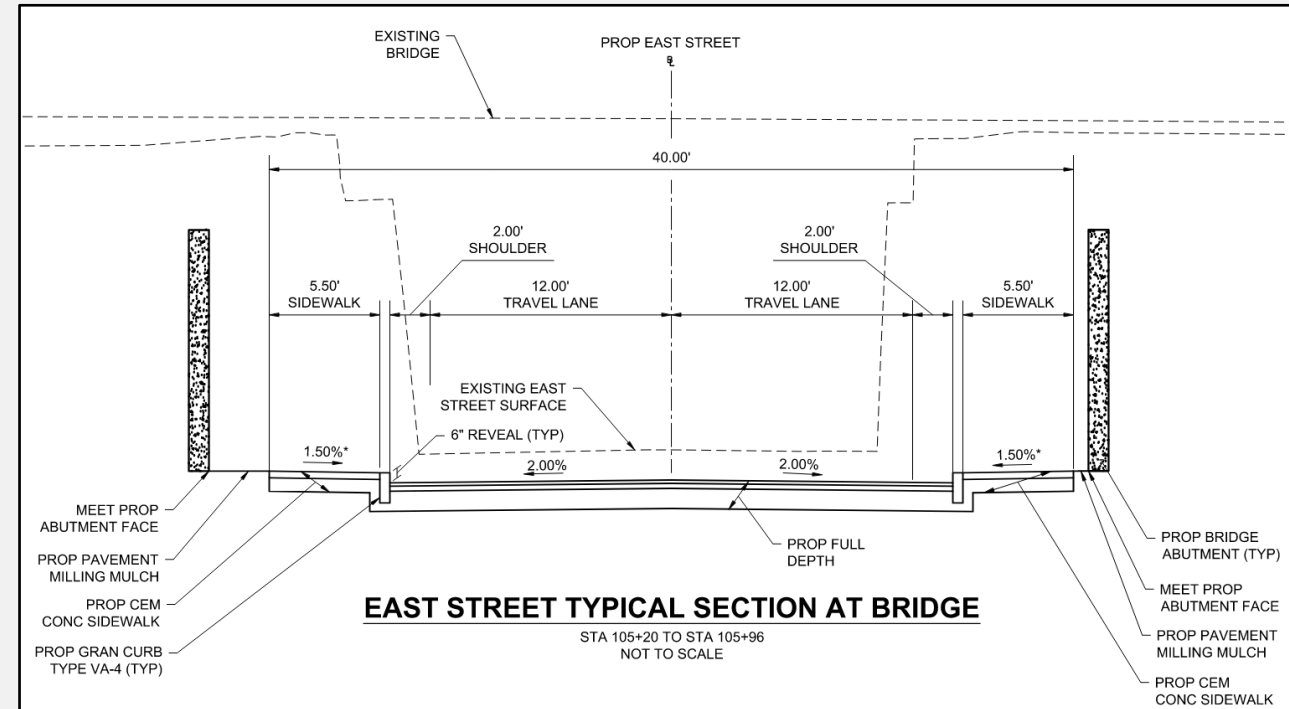 EXISTING
BRIDGE
PROP EAST STREET
℄
40.00'
2.00'
SHOULDER
2.00'
SHOULDER
5.50'
SIDEWALK
12.00'
TRAVEL LANE
12.00'
TRAVEL LANE
5.50'
SIDEWALK
EXISTING EAST
STREET SURFACE
6" REVEAL (TYP)
1.50%*
2.00%
2.00%
1.50%*
MEET PROP
ABUTMENT FACE
PROP PAVEMENT
MILLING MULCH
PROP CEM
CONC SIDEWALK
PROP GRAN CURB
TYPE VA-4 (TYP)
PROP FULL
DEPTH
PROP BRIDGE
ABUTMENT (TYP)
MEET PROP
ABUTMENT FACE
PROP PAVEMENT
MILLING MULCH
PROP CEM
CONC SIDEWALK
EAST STREET TYPICAL SECTION AT BRIDGE
STA 105+20 TO STA 105+96
NOT TO SCALE